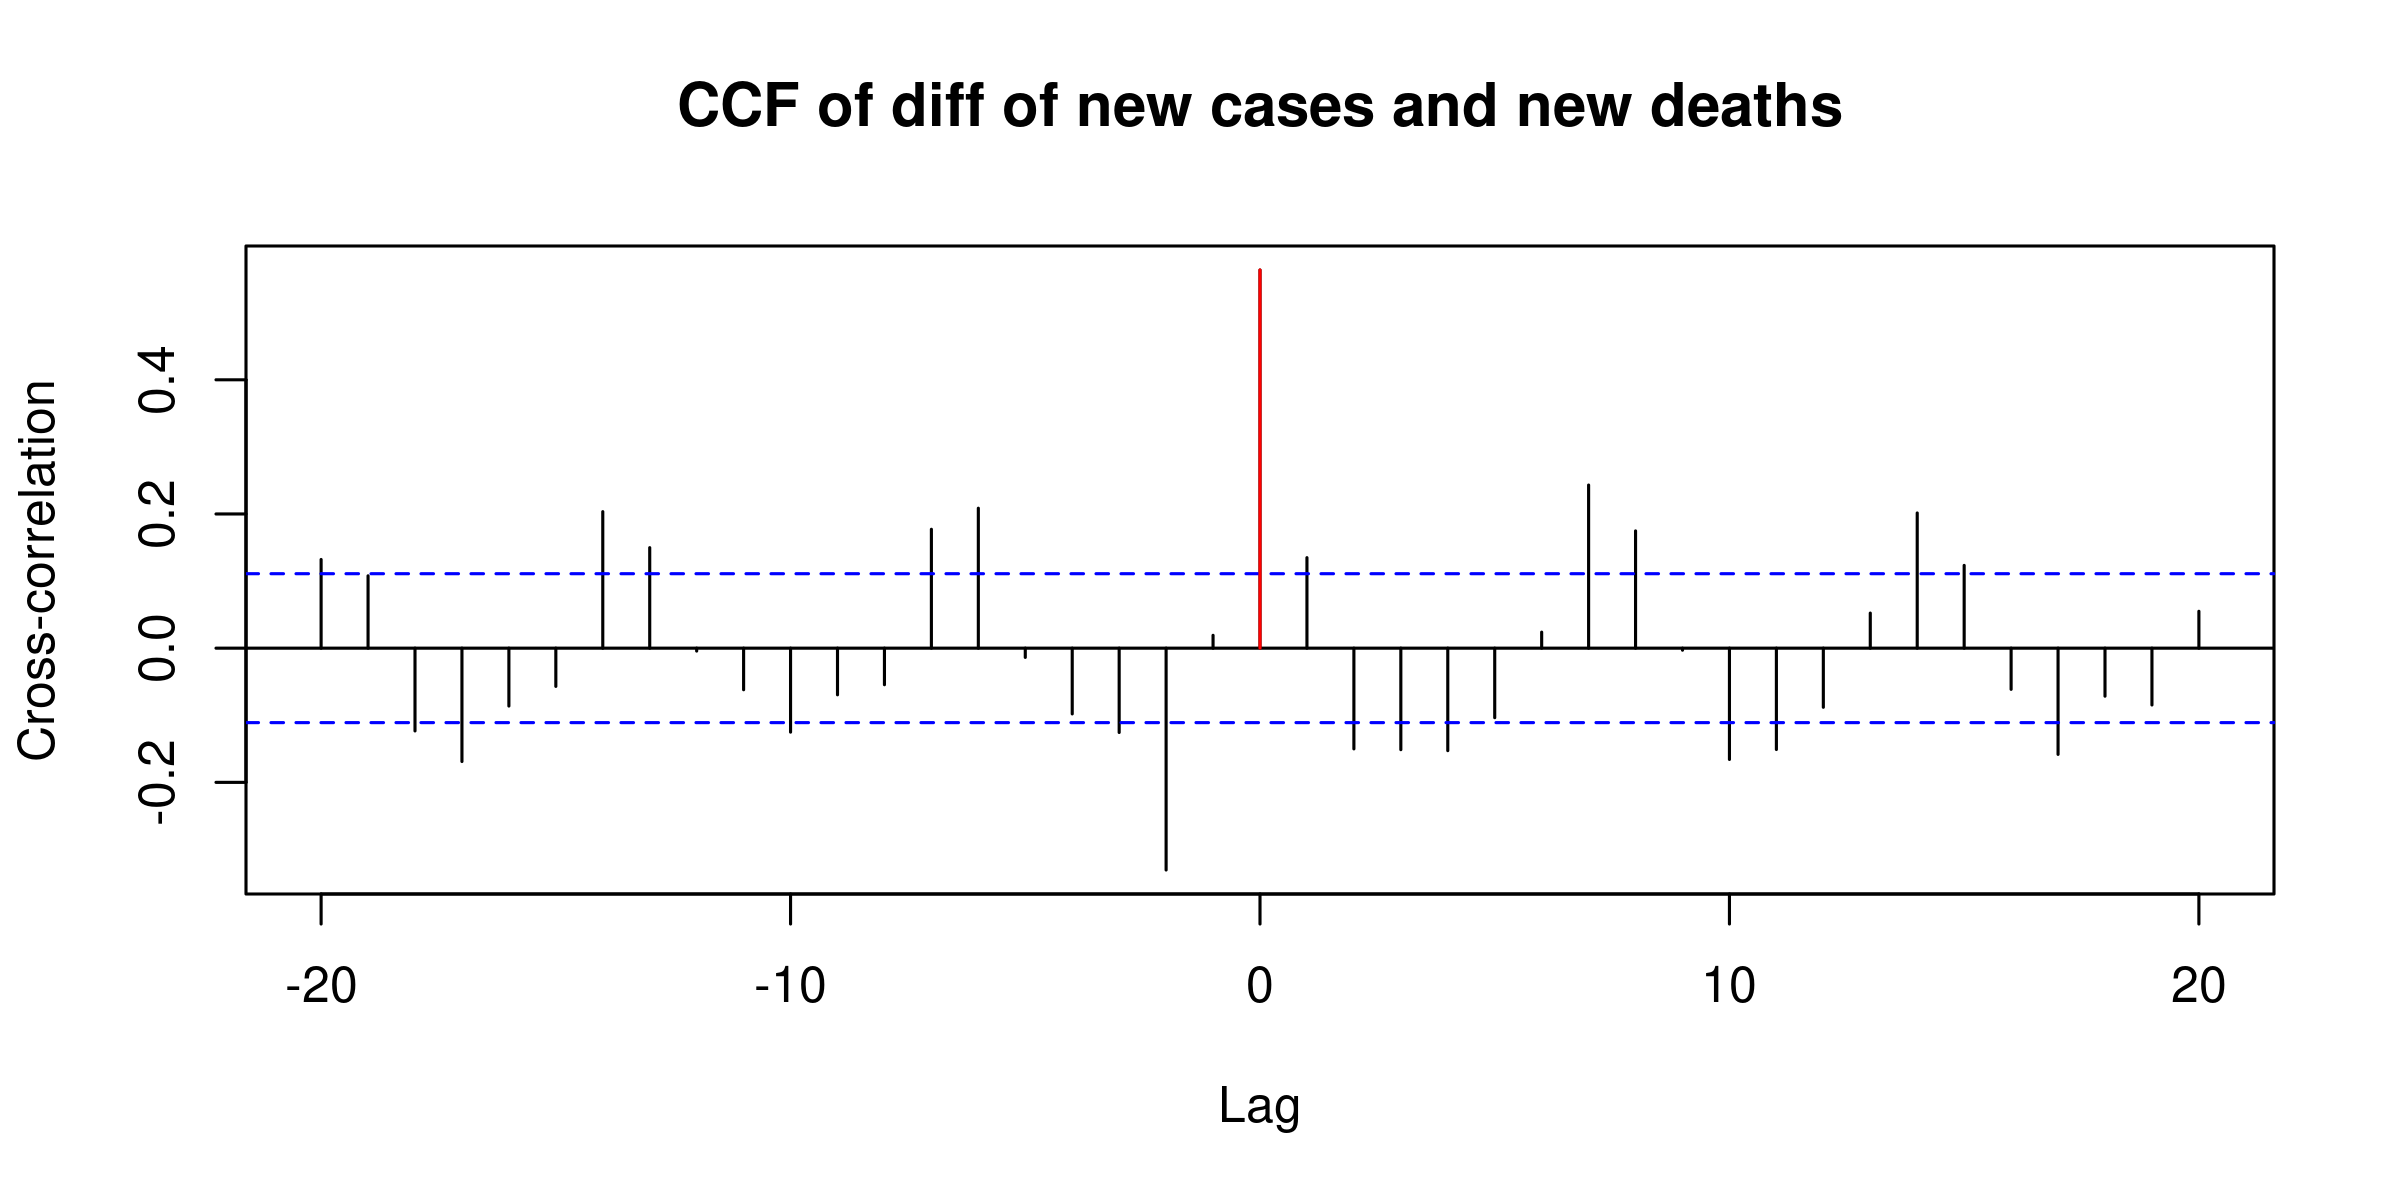 CCF of diff of new cases and new deaths
Cross-correlation
0.4
0.2
0.0
-0.2
-20 -10 0 10 20
Lag